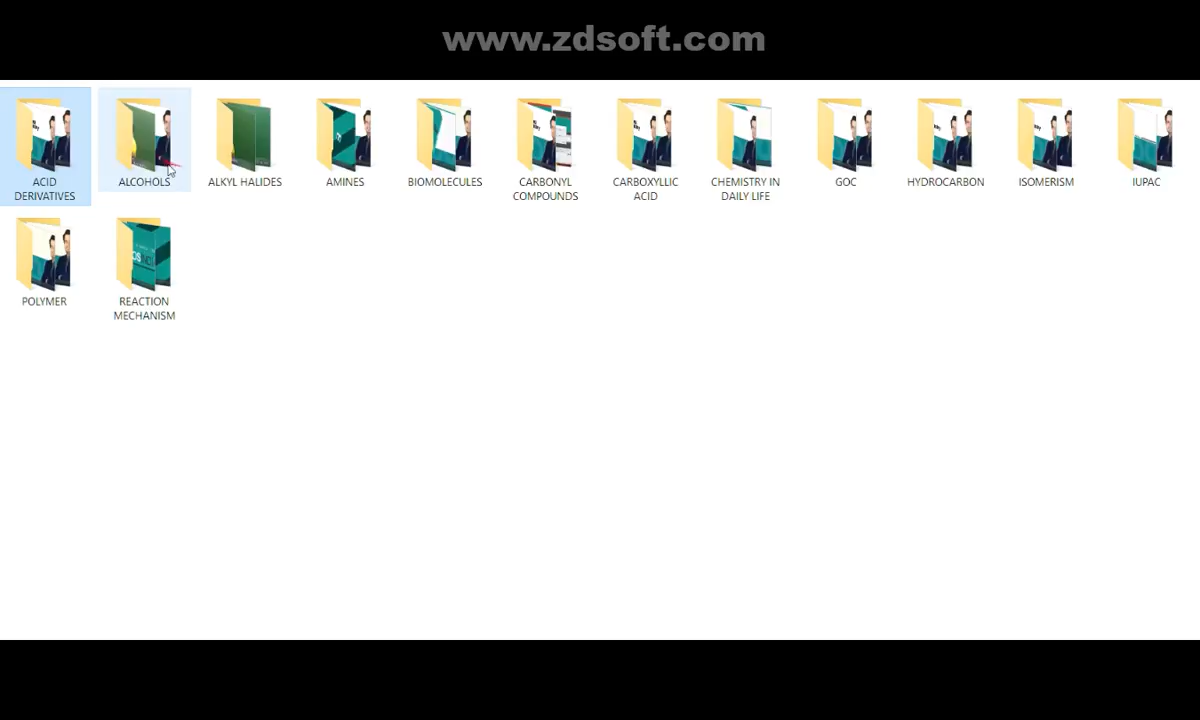 www.zdsoft.com
ACID
DERIVATIVES
ALCOHOLS
ALKYL HALIDES
AMINES
BIOMOLECULES
CARBONYL
COMPOUNDS
CARBOXYLLIC
ACID
CHEMISTRY IN
DAILY LIFE
GOC
HYDROCARBON
ISOMERISM
IUPAC
POLYMER
REACTION
MECHANISM